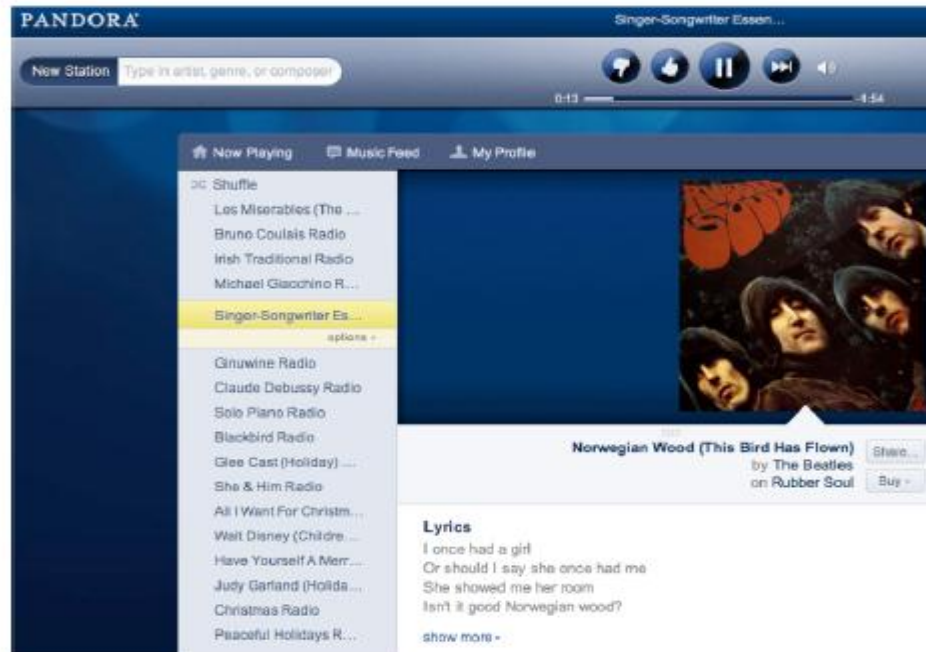 PANDORA
Singer-Songwriter Essen...
New Station Type in artist, genre, or composer
0:13 -1:54
Now Playing Music Feed My Profile
Shuffle
Les Miserables (The ...
Bruno Coulais Radio
Irish Traditional Radio
Michael Giacchino R...
Singer-Songwriter Es...
options
Ginuwine Radio
Claude Debussy Radio
Solo Piano Radio
Blackbird Radio
Glee Cast (Holiday) ...
She & Him Radio
All I Want For Christm...
Walt Disney (Childre...
Have Yourself A Merr...
Judy Garland (Holida...
Christmas Radio
Peaceful Holidays R...
Norwegian Wood (This Bird Has Flown)
by The Beatles
on Rubber Soul
Share...
Buy
Lyrics
I once had a girl
Or should I say she once had me
She showed me her room
Isn't it good Norwegian wood?
show more